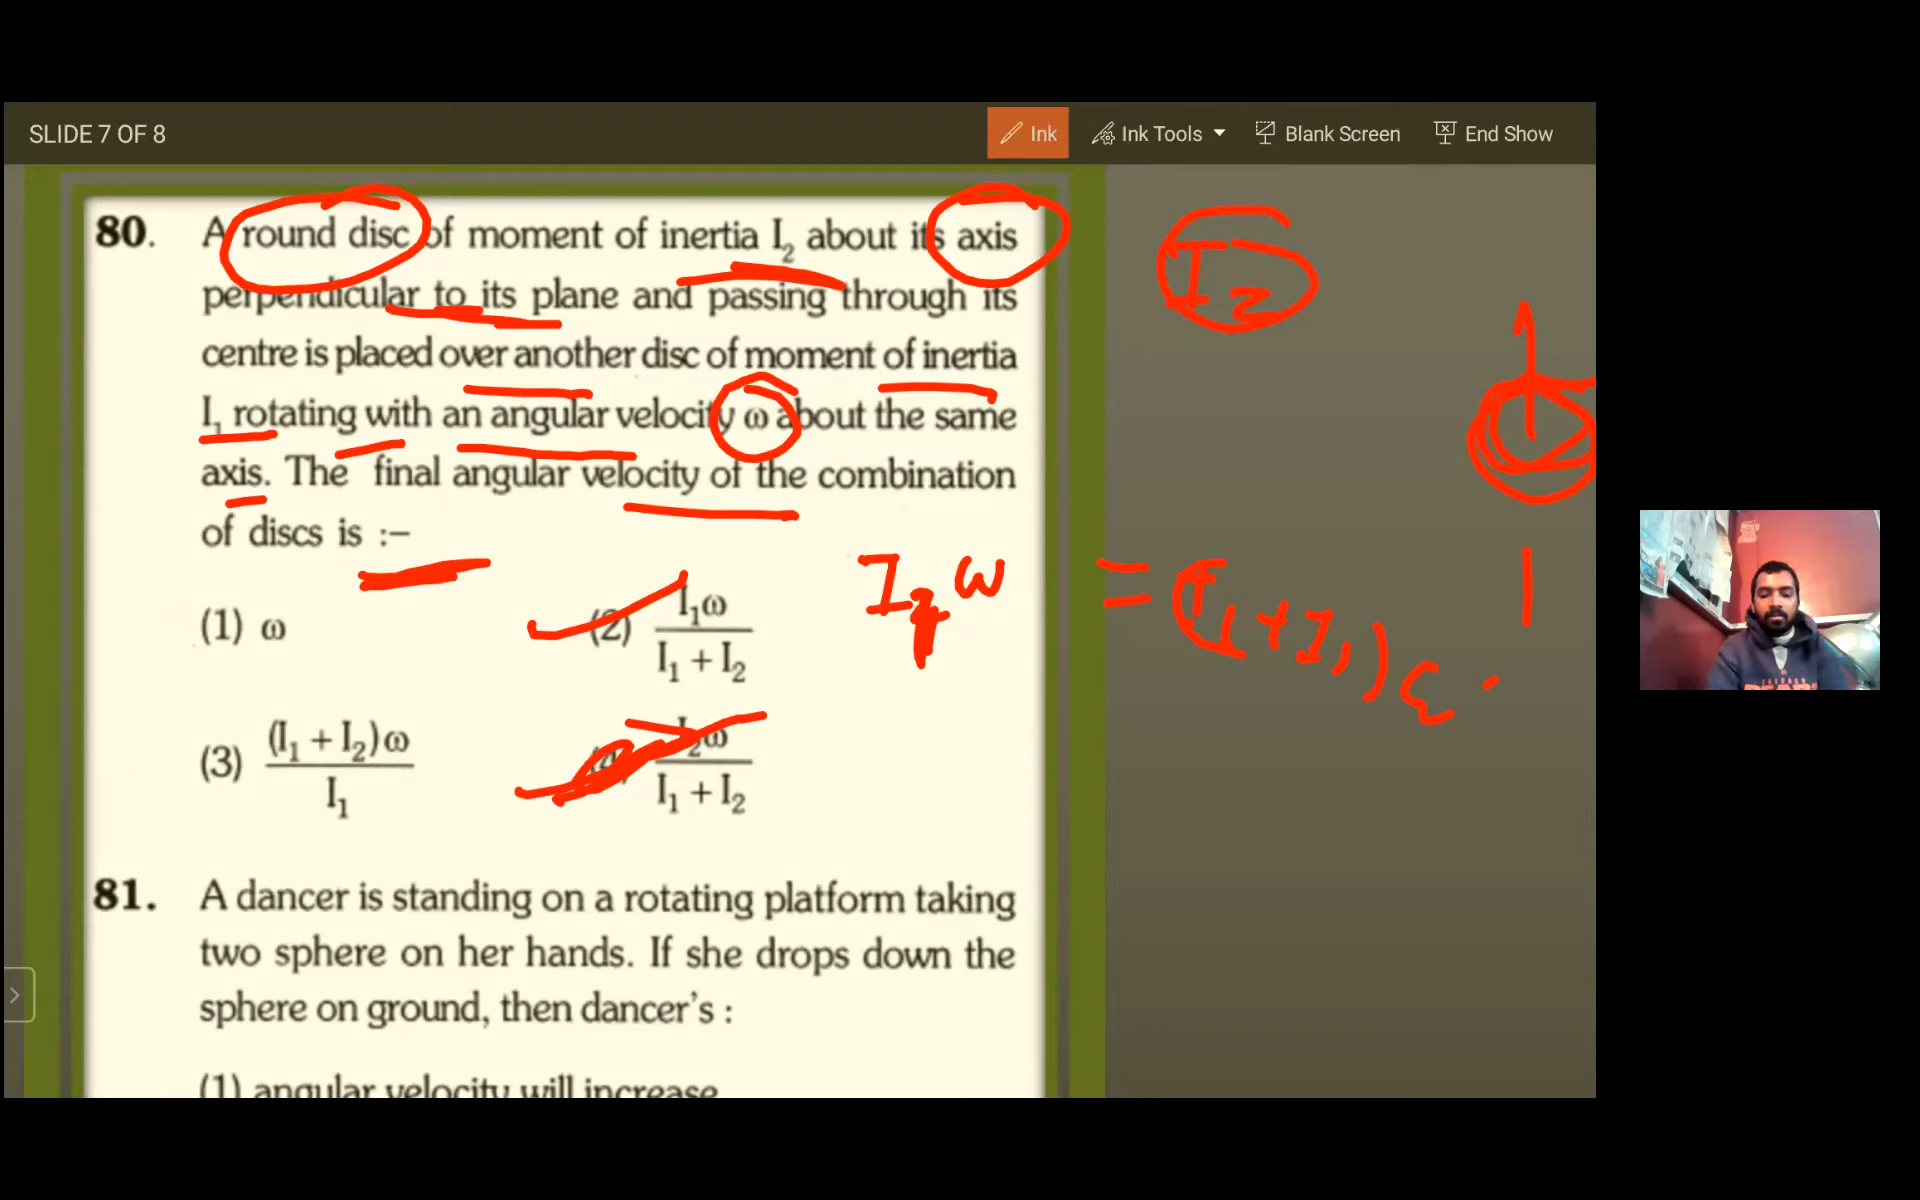 SLIDE 7 OF 8
Ink
Ink Tools
Blank Screen
End Show
80. A round disc of moment of inertia I₂ about its axis
perpendicular to its plane and passing through its
centre is placed over another disc of moment of inertia
I₁ rotating with an angular velocity ω about the same
axis. The final angular velocity of the combination
of discs is :–
(1) ω
(2) I₁ω / I₁ + I₂
(3) (I₁ + I₂)ω / I₁
(4) I₂ω / I₁ + I₂
I₂
I ω = (I₁ + I₁)
81. A dancer is standing on a rotating platform taking
two sphere on her hands. If she drops down the
sphere on ground, then dancer's :
(1) angular velocity will increase